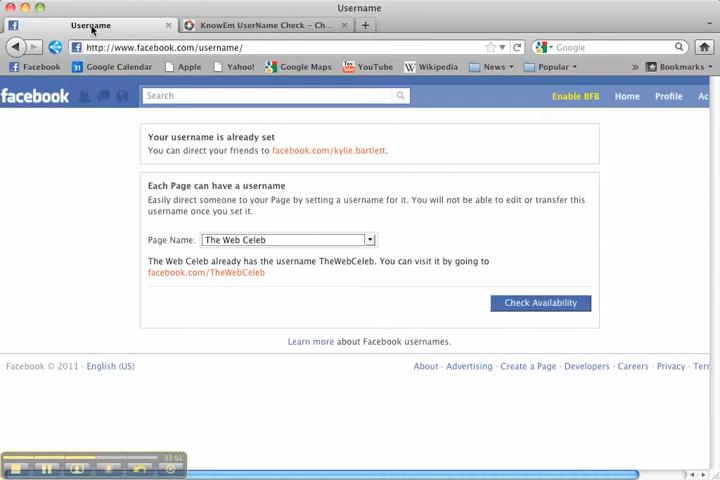 Username
Username
KnowEm UserName Check - Ch...
http://www.facebook.com/username/
Google
Facebook
31 Google Calendar
Apple
Yahoo!
Google Maps
YouTube
W Wikipedia
News
Popular
»
Bookmarks
facebook
Search
Enable BFB
Home
Profile
Ac
Your username is already set
You can direct your friends to facebook.com/kylie.bartlett.
Each Page can have a username
Easily direct someone to your Page by setting a username for it. You will not be able to edit or transfer this
username once you set it.
Page Name: The Web Celeb
The Web Celeb already has the username TheWebCeleb. You can visit it by going to
facebook.com/TheWebCeleb
Check Availability
Learn more about Facebook usernames.
Facebook © 2011 · English (US)
About · Advertising · Create a Page · Developers · Careers · Privacy · Terr
03:02